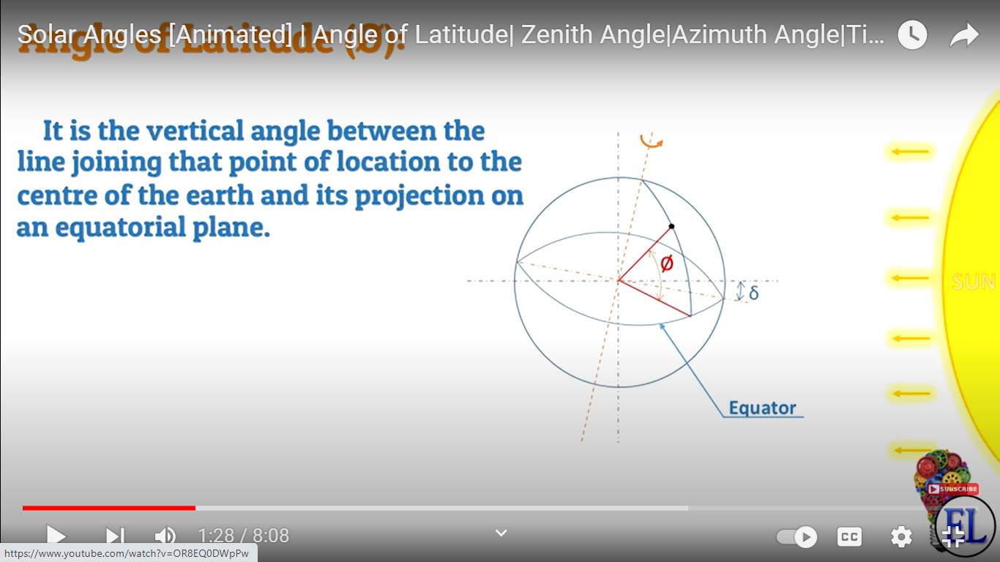 Solar Angles [Animated] | Angle of Latitude| Zenith Angle|Azimuth Angle|Ti...
Angle of Latitude (Ø):
It is the vertical angle between the
line joining that point of location to the
centre of the earth and its projection on
an equatorial plane.
Ø
δ
SUN
Equator
SUBSCRIBE
EL
1:28 / 8:08
CC
https://www.youtube.com/watch?v=OR8EQ0DWpPw